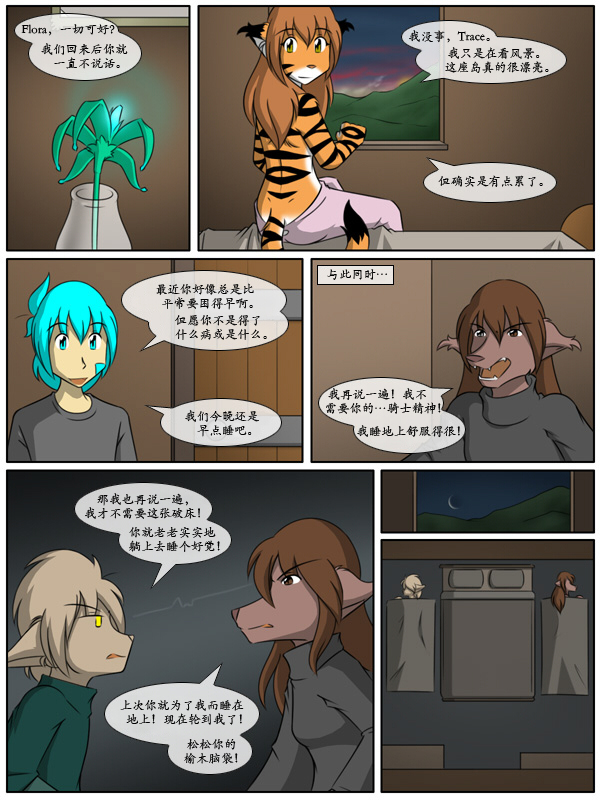 Flora，一切可好？
我们回来后你就
一直不说话。
我没事，Trace。
我只是在看风景。
这座岛真的很漂亮。
但确实是有点累了。
最近你好像总是比
平常要困得早啊。
但愿你不是得了
什么病或是什么。
我们今晚还是
早点睡吧。
与此同时…
我再说一遍！我不
需要你的…骑士精神！
我睡地上舒服得很！
那我也再说一遍，
我才不需要这张破床！
你就老老实实地
躺上去睡个好觉！
上次你就为了我而睡在
地上！现在轮到我了！
松松你的
榆木脑袋！